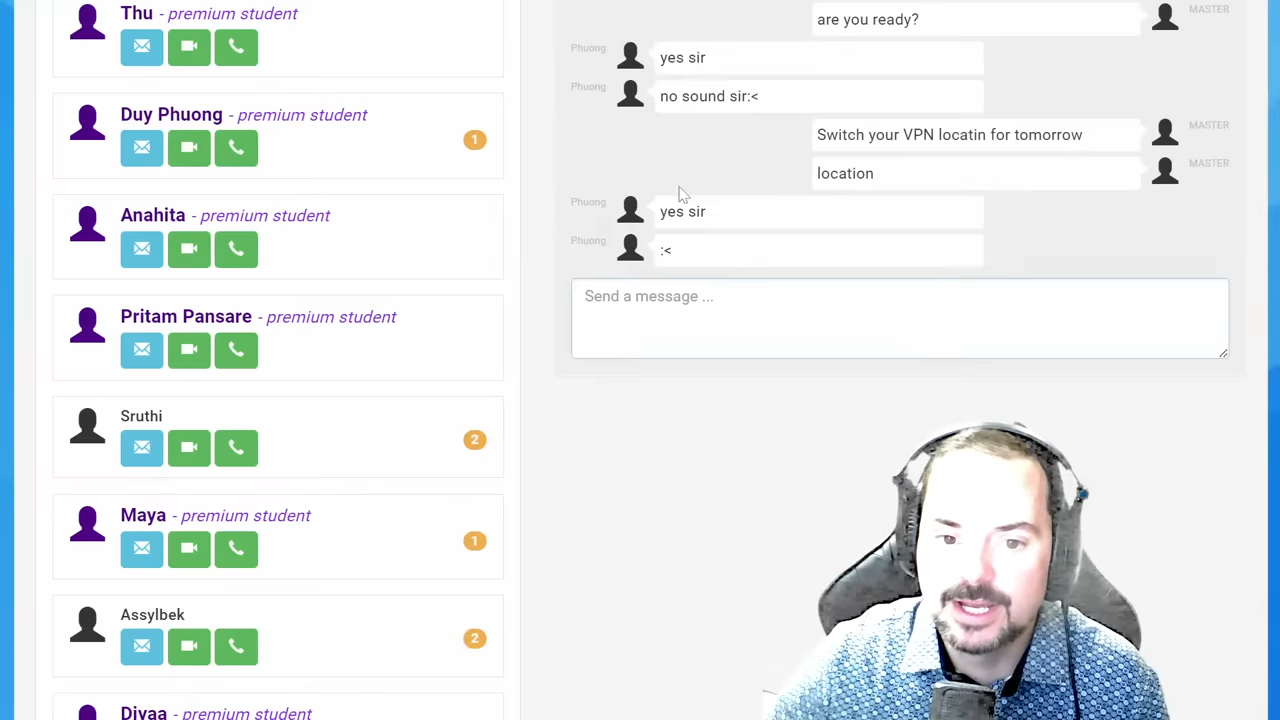 Thu - premium student
Duy Phuong - premium student
1
Anahita - premium student
Pritam Pansare - premium student
Sruthi
2
Maya - premium student
1
Assylbek
2
Divaa - premium student
are you ready?
MASTER
Phuong
yes sir
Phuong
no sound sir:<
Switch your VPN locatin for tomorrow
MASTER
location
MASTER
Phuong
yes sir
Phuong
:<
Send a message ...